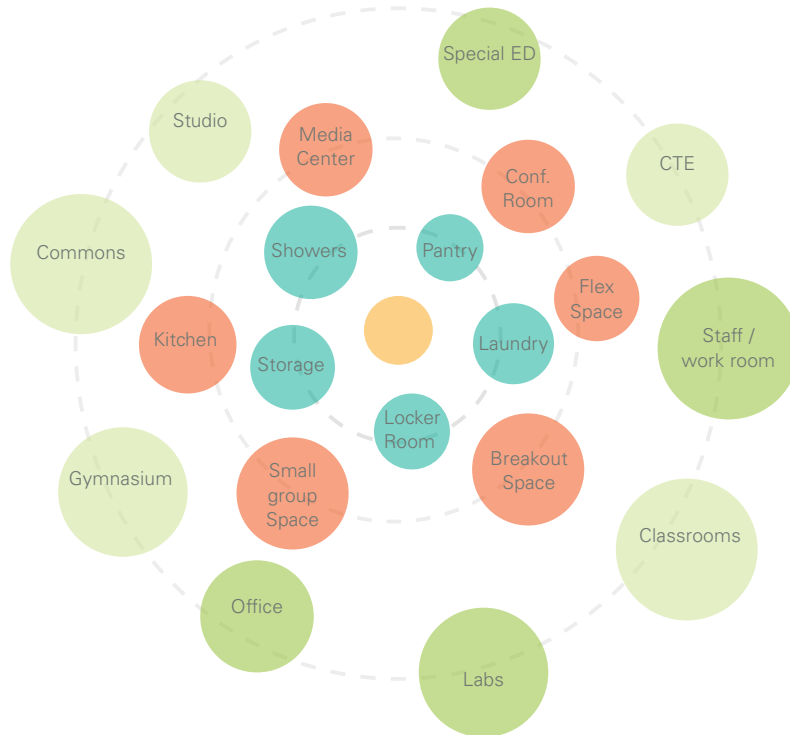 Special ED
Studio
Media
Center
CTE
Conf.
Room
Commons
Showers
Pantry
Flex
Space
Kitchen
Storage
Laundry
Staff /
work room
Locker
Room
Gymnasium
Small
group
Space
Breakout
Space
Classrooms
Office
Labs